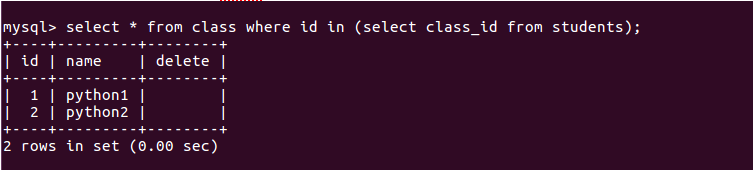 mysql> select * from class where id in (select class_id from students);
+----+---------+--------+
| id | name    | delete |
+----+---------+--------+
|  1 | python1 |        |
|  2 | python2 |        |
+----+---------+--------+
2 rows in set (0.00 sec)